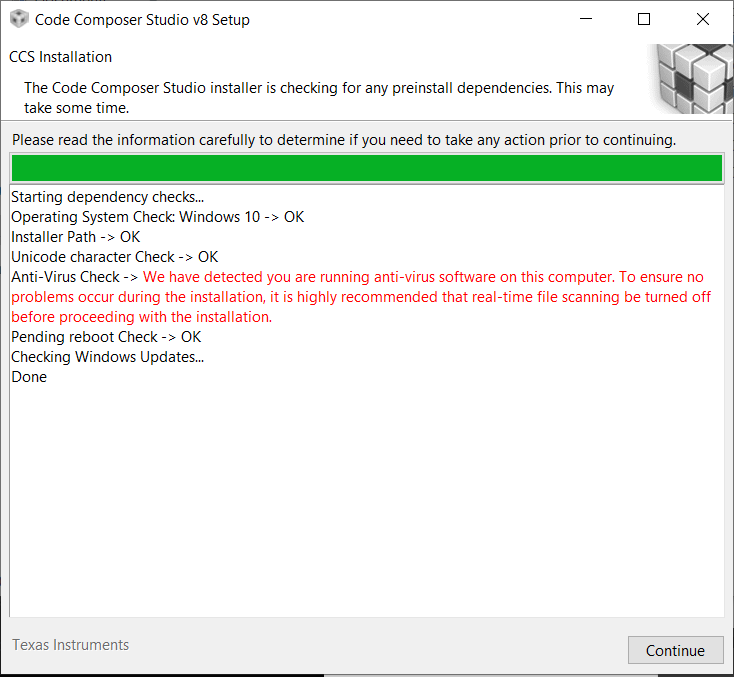 Code Composer Studio v8 Setup
CCS Installation
The Code Composer Studio installer is checking for any preinstall dependencies. This may
take some time.
Please read the information carefully to determine if you need to take any action prior to continuing.
Starting dependency checks...
Operating System Check: Windows 10 -> OK
Installer Path -> OK
Unicode character Check -> OK
Anti-Virus Check -> We have detected you are running anti-virus software on this computer. To ensure no
problems occur during the installation, it is highly recommended that real-time file scanning be turned off
before proceeding with the installation.
Pending reboot Check -> OK
Checking Windows Updates...
Done
Texas Instruments
Continue